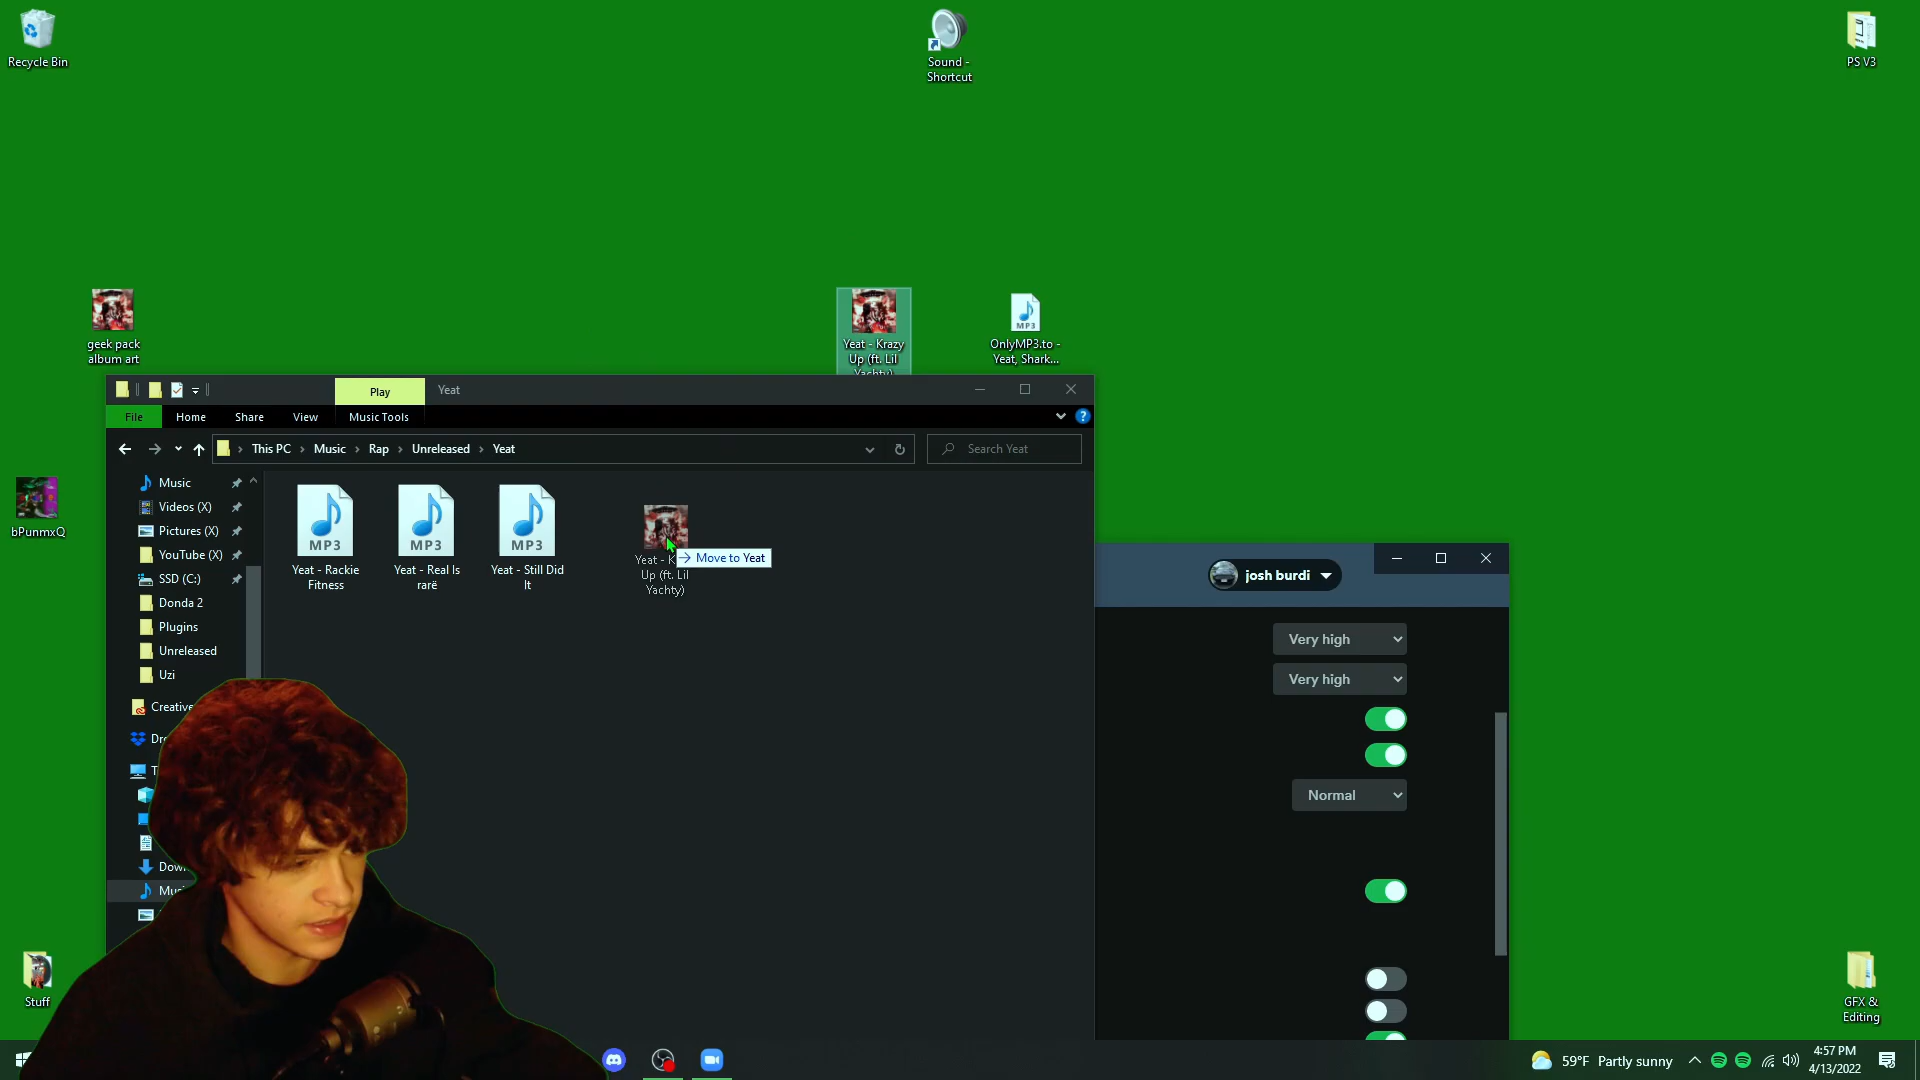 Recycle Bin
Sound -
Shortcut
PS V3
geek pack
album art
Yeat - Krazy
Up (ft. Lil
Yachty)
MP3
OnlyMP3.to -
Yeat, Shark...
Play
Yeat
File
Home
Share
View
Music Tools
This PC
Music
Rap
Unreleased
Yeat
Search Yeat
Music
Videos (X)
Pictures (X)
YouTube (X)
SSD (C:)
Donda 2
Plugins
Unreleased
Uzi
Creative
MP3
Yeat - Rackie
Fitness
MP3
Yeat - Real Is
rarë
MP3
Yeat - Still Did
It
Yeat - K
Up (ft. Lil
Yachty)
Move to Yeat
bPunmxQ
josh burdi
Very high
Very high
Normal
Stuff
GFX &
Editing
59°F Partly sunny
4:57 PM
4/13/2022